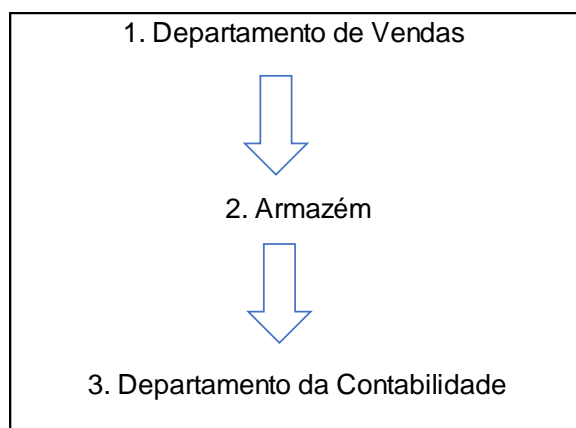 1. Departamento de Vendas
2. Armazém
3. Departamento da Contabilidade